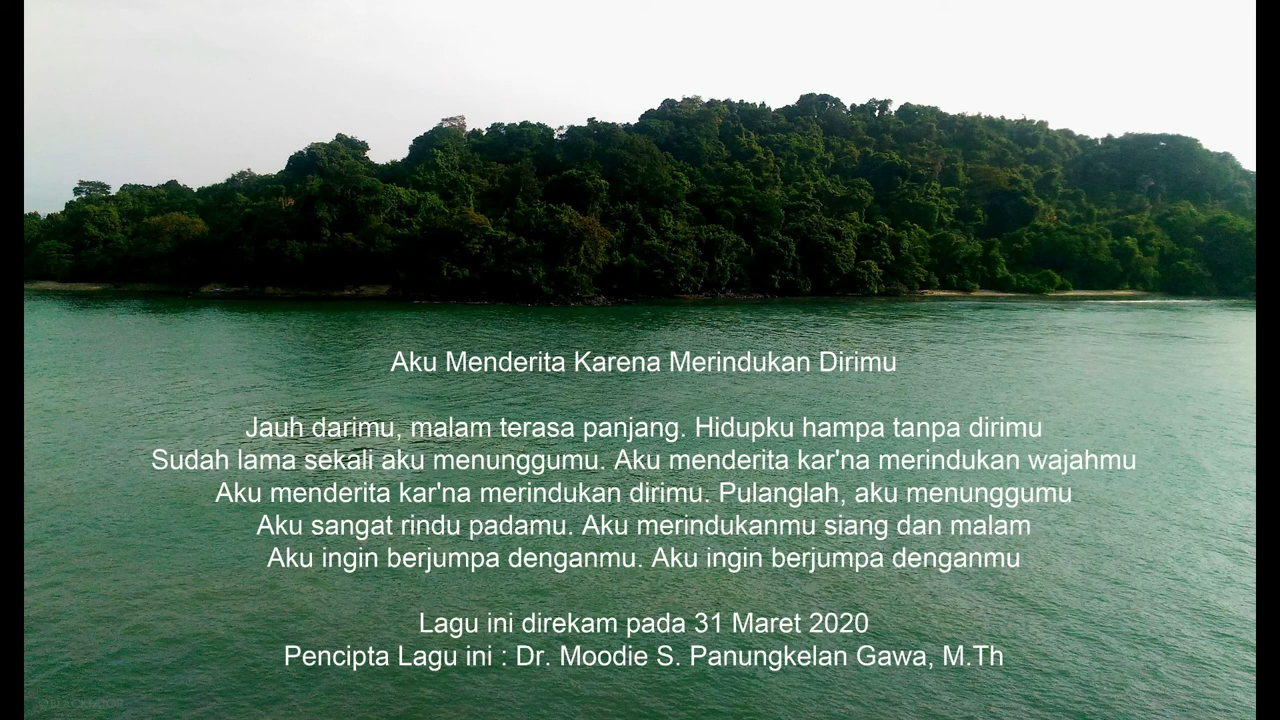 Aku Menderita Karena Merindukan Dirimu
Jauh darimu, malam terasa panjang. Hidupku hampa tanpa dirimu
Sudah lama sekali aku menunggumu. Aku menderita kar'na merindukan wajahmu
Aku menderita kar'na merindukan dirimu. Pulanglah, aku menunggumu
Aku sangat rindu padamu. Aku merindukanmu siang dan malam
Aku ingin berjumpa denganmu. Aku ingin berjumpa denganmu
Lagu ini direkam pada 31 Maret 2020
Pencipta Lagu ini : Dr. Moodie S. Panungkelan Gawa, M.Th